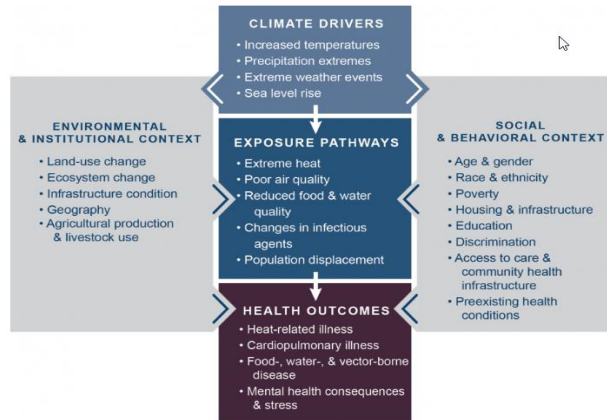 CLIMATE DRIVERS
• Increased temperatures
• Precipitation extremes
• Extreme weather events
• Sea level rise
ENVIRONMENTAL
& INSTITUTIONAL CONTEXT
• Land-use change
• Ecosystem change
• Infrastructure condition
• Geography
• Agricultural production
& livestock use
EXPOSURE PATHWAYS
• Extreme heat
• Poor air quality
• Reduced food & water
quality
• Changes in infectious
agents
• Population displacement
SOCIAL
& BEHAVIORAL CONTEXT
• Age & gender
• Race & ethnicity
• Poverty
• Housing & infrastructure
• Education
• Discrimination
• Access to care &
community health
infrastructure
• Preexisting health
conditions
HEALTH OUTCOMES
• Heat-related illness
• Cardiopulmonary illness
• Food-, water-, & vector-borne
disease
• Mental health consequences
& stress